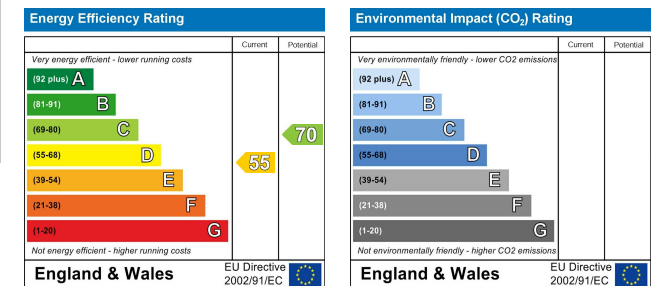 Energy Efficiency Rating
Current Potential
Very energy efficient - lower running costs
(92 plus) A
(81-91) B
(69-80) C
(55-68) D
(39-54) E
(21-38) F
(1-20) G
55
70
Not energy efficient - higher running costs
England & Wales
EU Directive
2002/91/EC
Environmental Impact (CO₂) Rating
Current Potential
Very environmentally friendly - lower CO2 emissions
(92 plus) A
(81-91) B
(69-80) C
(55-68) D
(39-54) E
(21-38) F
(1-20) G
Not environmentally friendly - higher CO2 emissions
England & Wales
EU Directive
2002/91/EC